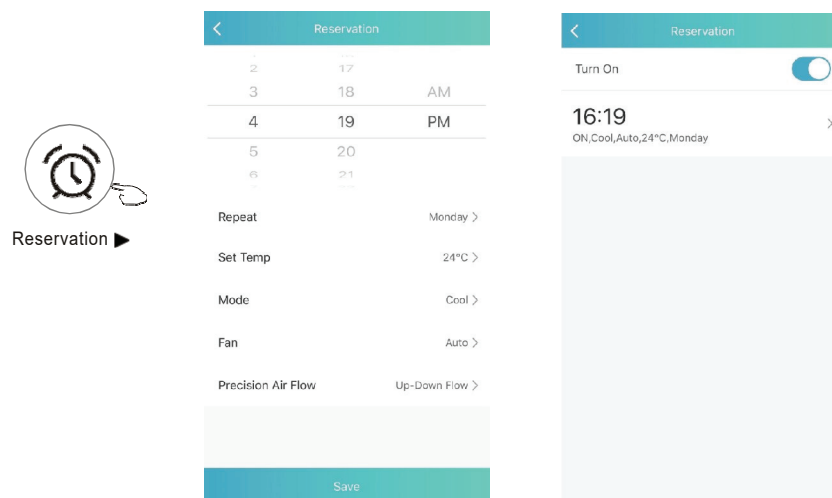 Reservation ▶
Reservation
2 17
3 18 AM
4 19 PM
5 20
6 21
Repeat Monday >
Set Temp 24°C >
Mode Cool >
Fan Auto >
Precision Air Flow Up-Down Flow >
Save
Reservation
Turn On
16:19
ON,Cool,Auto,24°C,Monday